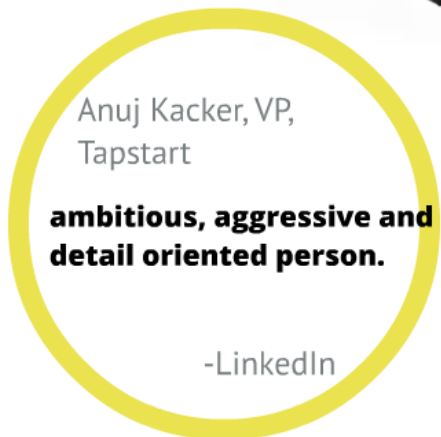 Anuj Kacker, VP,
Tapstart
ambitious, aggressive and
detail oriented person.
-LinkedIn